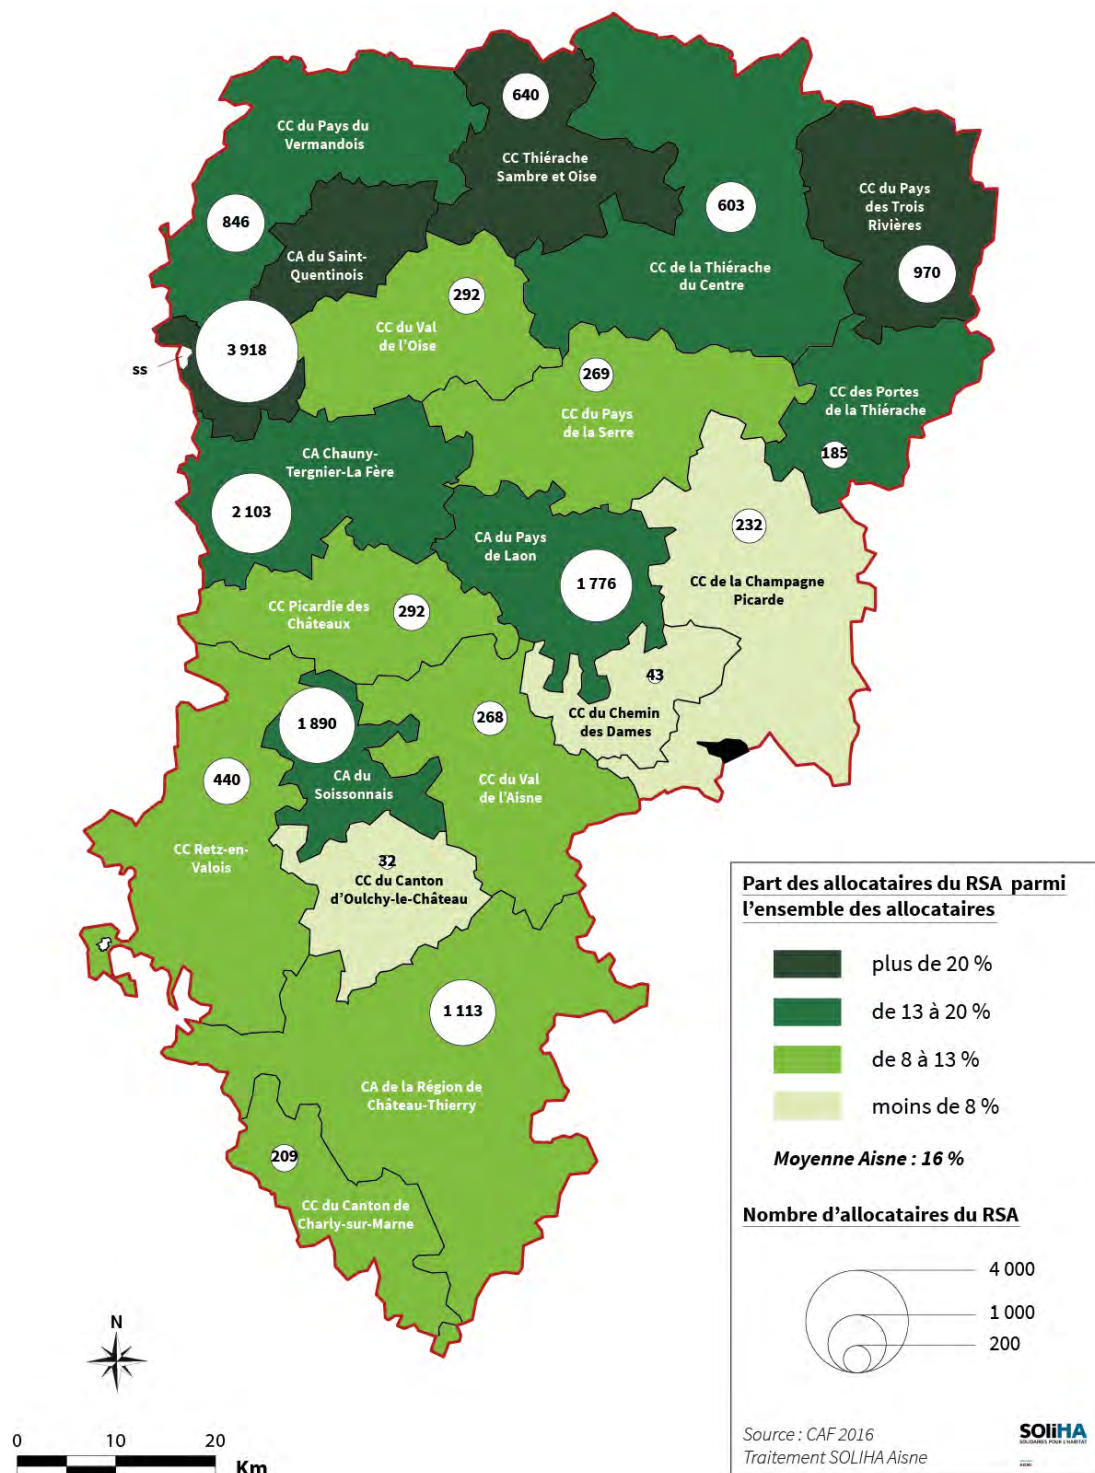 640
CC du Pays du
Vermandois
CC Thiérache
Sambre et Oise
846
603
CC du Pays
des Trois
Rivières
CA du Saint-
Quentinois
CC de la Thiérache
du Centre
970
292
CC du Val
de l'Oise
3 918
ss
269
CC des Portes
de la Thiérache
CC du Pays
de la Serre
185
CA Chauny-
Tergnier-La Fère
2 103
232
CA du Pays
de Laon
1 776
CC de la Champagne
Picarde
CC Picardie des
Châteaux
292
43
CC du Chemin
des Dames
1 890
268
440
CA du
Soissonnais
CC du Val
de l'Aisne
CC Retz-en-
Valois
32
CC du Canton
d'Oulchy-le-Château
1 113
CA de la Région de
Château-Thierry
209
CC du Canton de
Charly-sur-Marne
Part des allocataires du RSA parmi
l'ensemble des allocataires
plus de 20 %
de 13 à 20 %
de 8 à 13 %
moins de 8 %
Moyenne Aisne : 16 %
Nombre d'allocataires du RSA
4 000
1 000
200
N
0 10 20
Km
Source : CAF 2016
Traitement SOLIHA Aisne
SOLiHA
SOLIDAIRES POUR L'HABITAT
AISNE